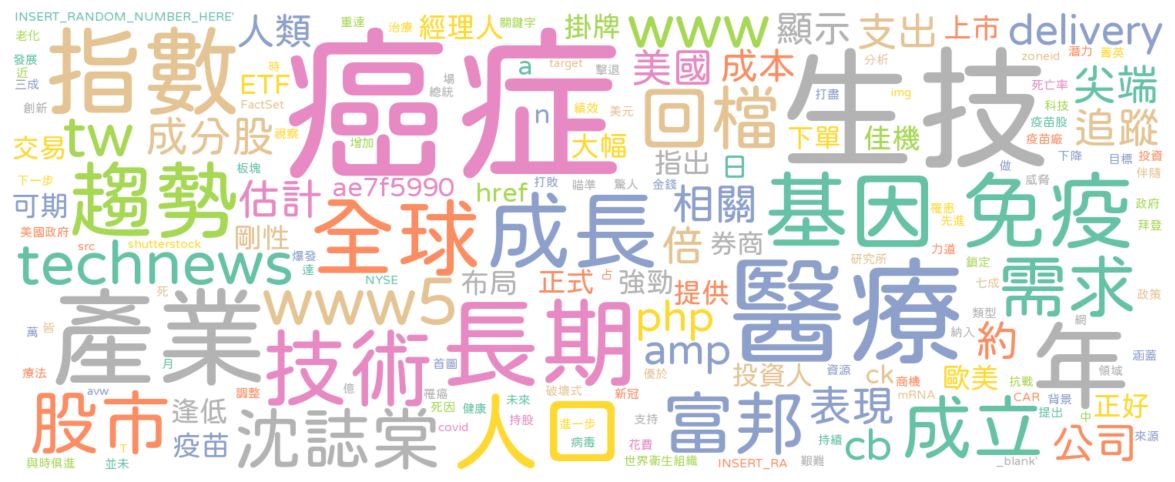 INSERT_RANDOM_NUMBER_HERE'
人類
重達
治療
經理人
關鍵字
掛牌
www
顯示
支出
上市
delivery
老化
發展
近
三成
創新
指數
時
ETF
FactSet
癌症
場
總統
a
target
擊退
n
績效
美元
美國
成本
生技
分析
img
打盡
zoneid
潛力
菁英
死亡率
尖端
科技
疫苗股
疫苗廠
追蹤
交易
tw
成分股
視察
增加
大幅
回檔
下單
佳機
下一步
板塊
指出
日
做
下降
目標
投資
伴隨
可期
趨勢
估計
ae7f5990
href
打敗
瞄準
驚人
金錢
相關
基因
免疫
威脅
政府
拜登
美國政府
src
shutterstock
剛性
爆發
達
全球
成長
倍
券商
罹患
先進
力道
technews
NYSE
布局
正式
占
強勁
提供
研究所
醫療
鎖定
七成
需求
政策
產業
死
www5
類型
納入
網
萬
皆
月
技術
首圖
長期
php
amp
約
年
涵蓋
領域
療法
avw
調整
億
罹癌
死因
優於
破壞式
新冠
投資人
資源
ck
商機
mRNA
歐美
抗戰
CAR
背景
提出
中
正好
來源
股市
T
並未
與時俱進
逢低
疫苗
沈誌棠
covid
健康
未來
持股
人口
進一步
病毒
支持
花費
世界衛生組織
富邦
INSERT_RA
艱難
表現
持續
cb
成立
_blank'
公司